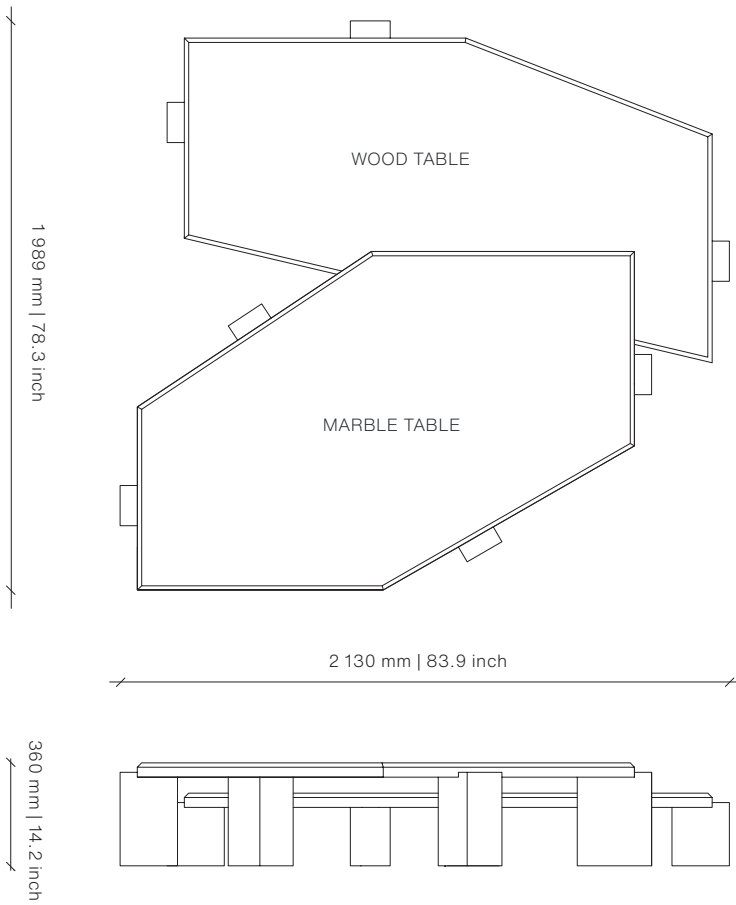 WOOD TABLE
1 989 mm | 78.3 inch
MARBLE TABLE
2 130 mm | 83.9 inch
360 mm | 14.2 inch